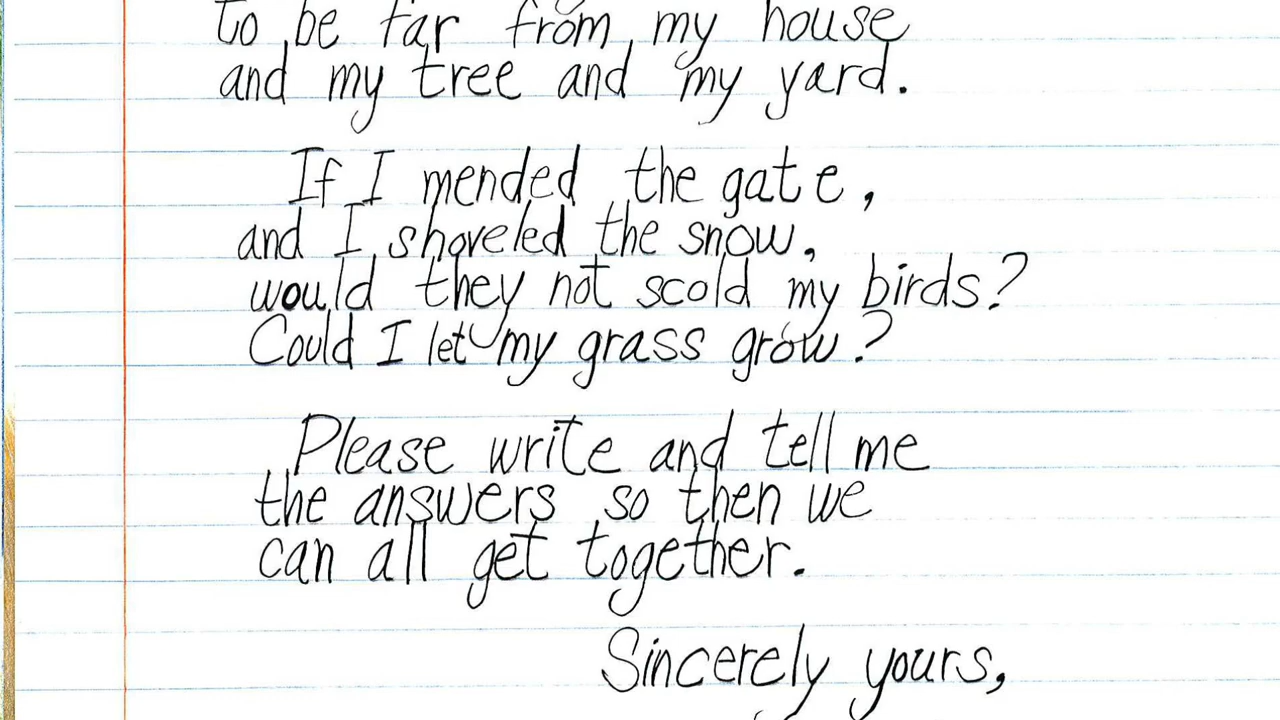 to be far from my house
and my tree and my yard.
If I mended the gate,
and I shoveled the snow,
would they not scold my birds?
Could I let my grass grow?
Please write and tell me
the answers so then we
can all get together.
Sincerely yours,